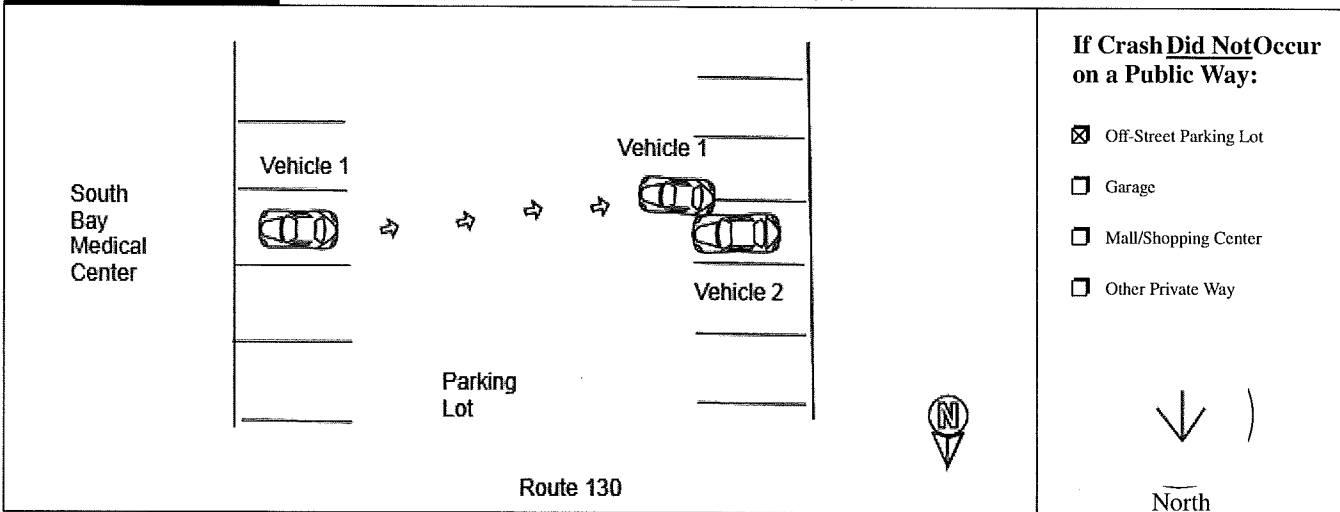 South
Bay
Medical
Center
Vehicle 1
Vehicle 1
Vehicle 2
Parking
Lot
Route 130
N
If Crash Did Not Occur
on a Public Way:
Off-Street Parking Lot
Garage
Mall/Shopping Center
Other Private Way
North